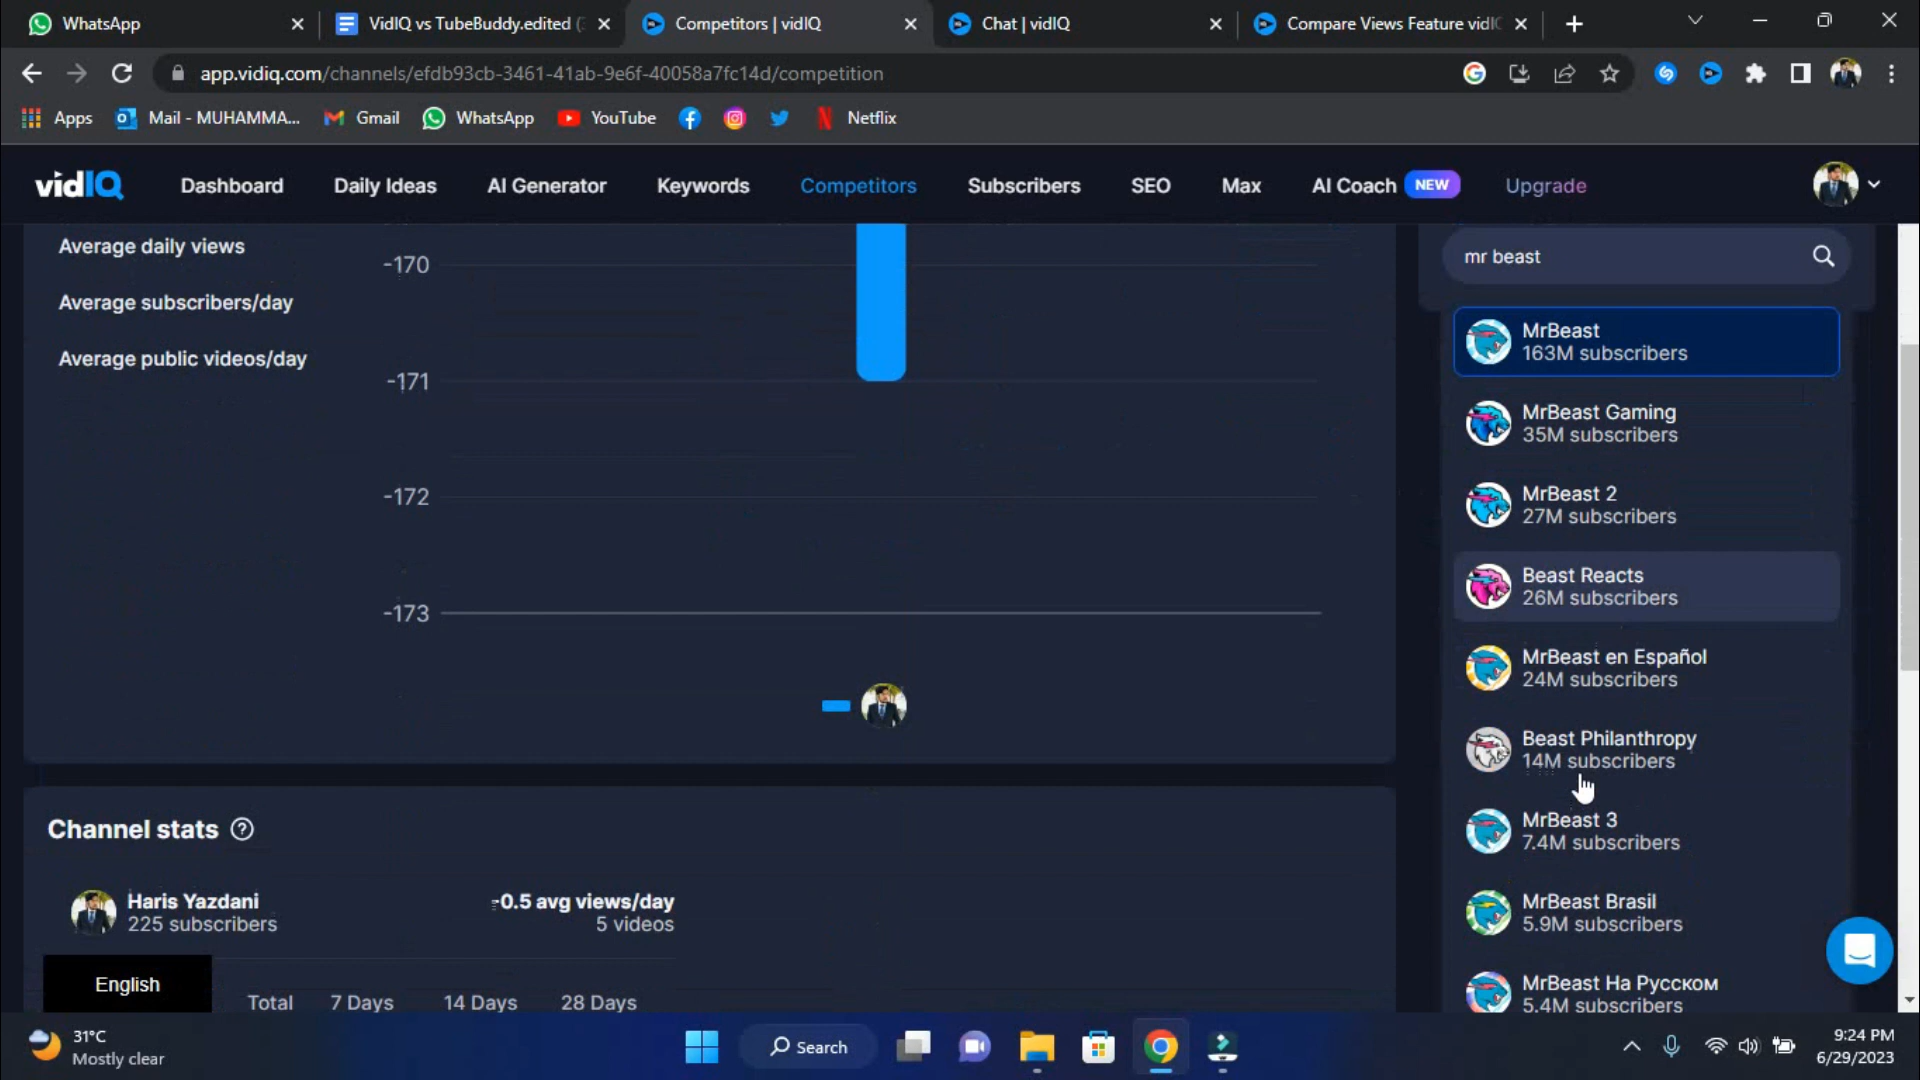 WhatsApp
VidIQ vs TubeBuddy.edited (
Competitors | vidIQ
Chat | vidIQ
Compare Views Feature vidIQ
app.vidiq.com/channels/efdb93cb-3461-41ab-9e6f-40058a7fc14d/competition
Apps
Mail - MUHAMMA...
Gmail
WhatsApp
YouTube
Netflix
vidIQ
Dashboard
Daily Ideas
AI Generator
Keywords
Competitors
Subscribers
SEO
Max
AI Coach
NEW
Upgrade
Average daily views
Average subscribers/day
Average public videos/day
-170
-171
-172
-173
mr beast
MrBeast
163M subscribers
MrBeast Gaming
35M subscribers
MrBeast 2
27M subscribers
Beast Reacts
26M subscribers
MrBeast en Español
24M subscribers
Beast Philanthropy
14M subscribers
MrBeast 3
7.4M subscribers
MrBeast Brasil
5.9M subscribers
MrBeast На Русском
5.4M subscribers
Channel stats
Haris Yazdani
225 subscribers
-0.5 avg views/day
5 videos
English
Total
7 Days
14 Days
28 Days
31°C
Mostly clear
Search
9:24 PM
6/29/2023